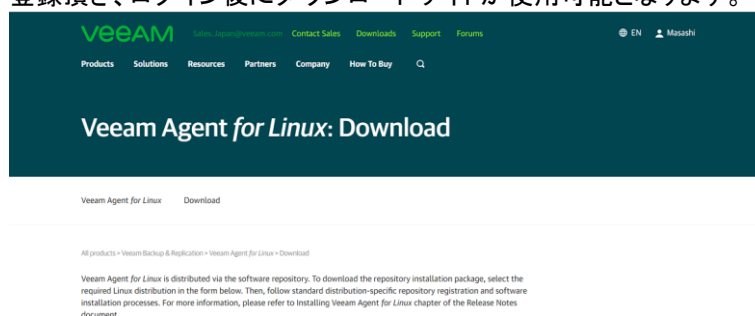 登録頂き、ログイン後にダウンロードサイトが使用可能となります。
veeAM Sales.Japan@veeam.com Contact Sales Downloads Support Forums EN Masashi
Products Solutions Resources Partners Company How To Buy
Veeam Agent for Linux: Download
Veeam Agent for Linux Download
All products > Veeam Backup & Replication > Veeam Agent for Linux > Download
Veeam Agent for Linux is distributed via the software repository. To download the repository installation package, select the
required Linux distribution in the form below. Then, follow standard distribution-specific repository registration and software
installation processes. For more information, please refer to Installing Veeam Agent for Linux chapter of the Release Notes
document.